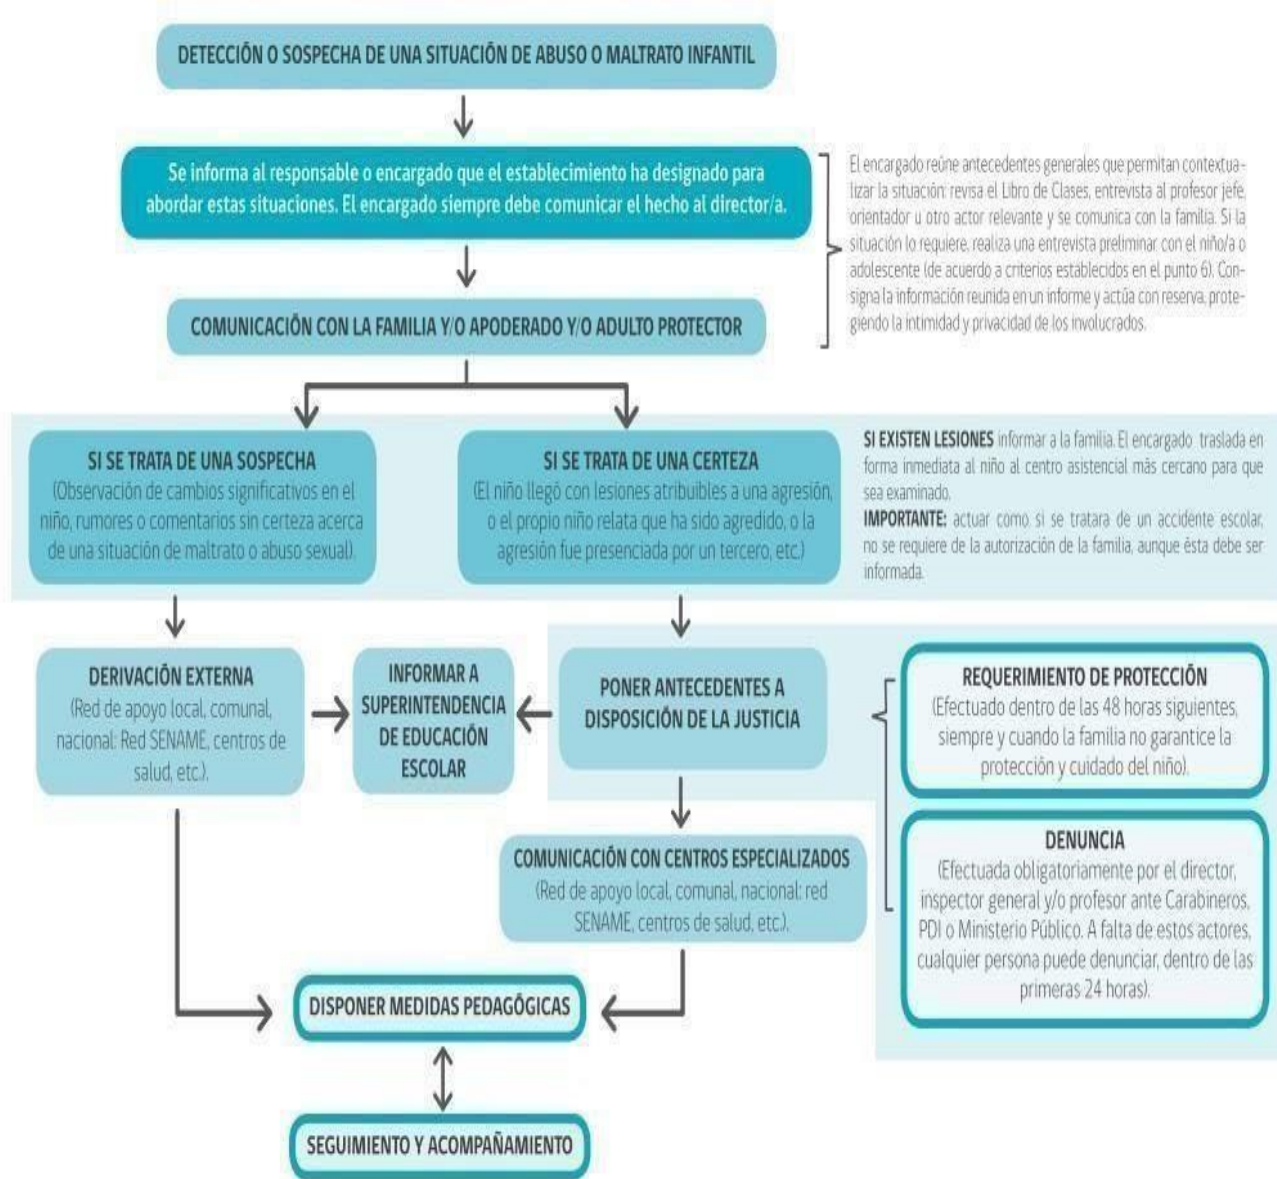 DETECCIÓN O SOSPECHA DE UNA SITUACIÓN DE ABUSO O MALTRATO INFANTIL
Se informa al responsable o encargado que el establecimiento ha designado para
abordar estas situaciones. El encargado siempre debe comunicar el hecho al director/a.
El encargado reúne antecedentes generales que permitan contextua-
lizar la situación: revisa el Libro de Clases, entrevista al profesor jefe,
orientador u otro actor relevante y se comunica con la familia. Si la
situación lo requiere, realiza una entrevista preliminar con el niño/a o
adolescente (de acuerdo a criterios establecidos en el punto 6). Con-
signa la información reunida en un informe y actúa con reserva, prote-
giendo la intimidad y privacidad de los involucrados.
COMUNICACIÓN CON LA FAMILIA Y/O APODERADO Y/O ADULTO PROTECTOR
SI SE TRATA DE UNA SOSPECHA
(Observación de cambios significativos en el
niño, rumores o comentarios sin certeza acerca
de una situación de maltrato o abuso sexual).
SI SE TRATA DE UNA CERTEZA
(El niño llegó con lesiones atribuibles a una agresión,
o el propio niño relata que ha sido agredido, o la
agresión fue presenciada por un tercero, etc.)
SI EXISTEN LESIONES informar a la familia. El encargado traslada en
forma inmediata al niño al centro asistencial más cercano para que
sea examinado.
IMPORTANTE: actuar como si se tratara de un accidente escolar,
no se requiere de la autorización de la familia, aunque ésta debe ser
informada.
DERIVACIÓN EXTERNA
(Red de apoyo local, comunal,
nacional: Red SENAME, centros de
salud, etc.).
INFORMAR A
SUPERINTENDENCIA
DE EDUCACIÓN
ESCOLAR
PONER ANTECEDENTES A
DISPOSICIÓN DE LA JUSTICIA
REQUERIMIENTO DE PROTECCIÓN
(Efectuado dentro de las 48 horas siguientes,
siempre y cuando la familia no garantice la
protección y cuidado del niño).
DENUNCIA
(Efectuada obligatoriamente por el director,
inspector general y/o profesor ante Carabineros,
PDI o Ministerio Público. A falta de estos actores,
cualquier persona puede denunciar, dentro de las
primeras 24 horas).
COMUNICACIÓN CON CENTROS ESPECIALIZADOS
(Red de apoyo local, comunal, nacional: red
SENAME, centros de salud, etc.).
DISPONER MEDIDAS PEDAGÓGICAS
SEGUIMIENTO Y ACOMPAÑAMIENTO